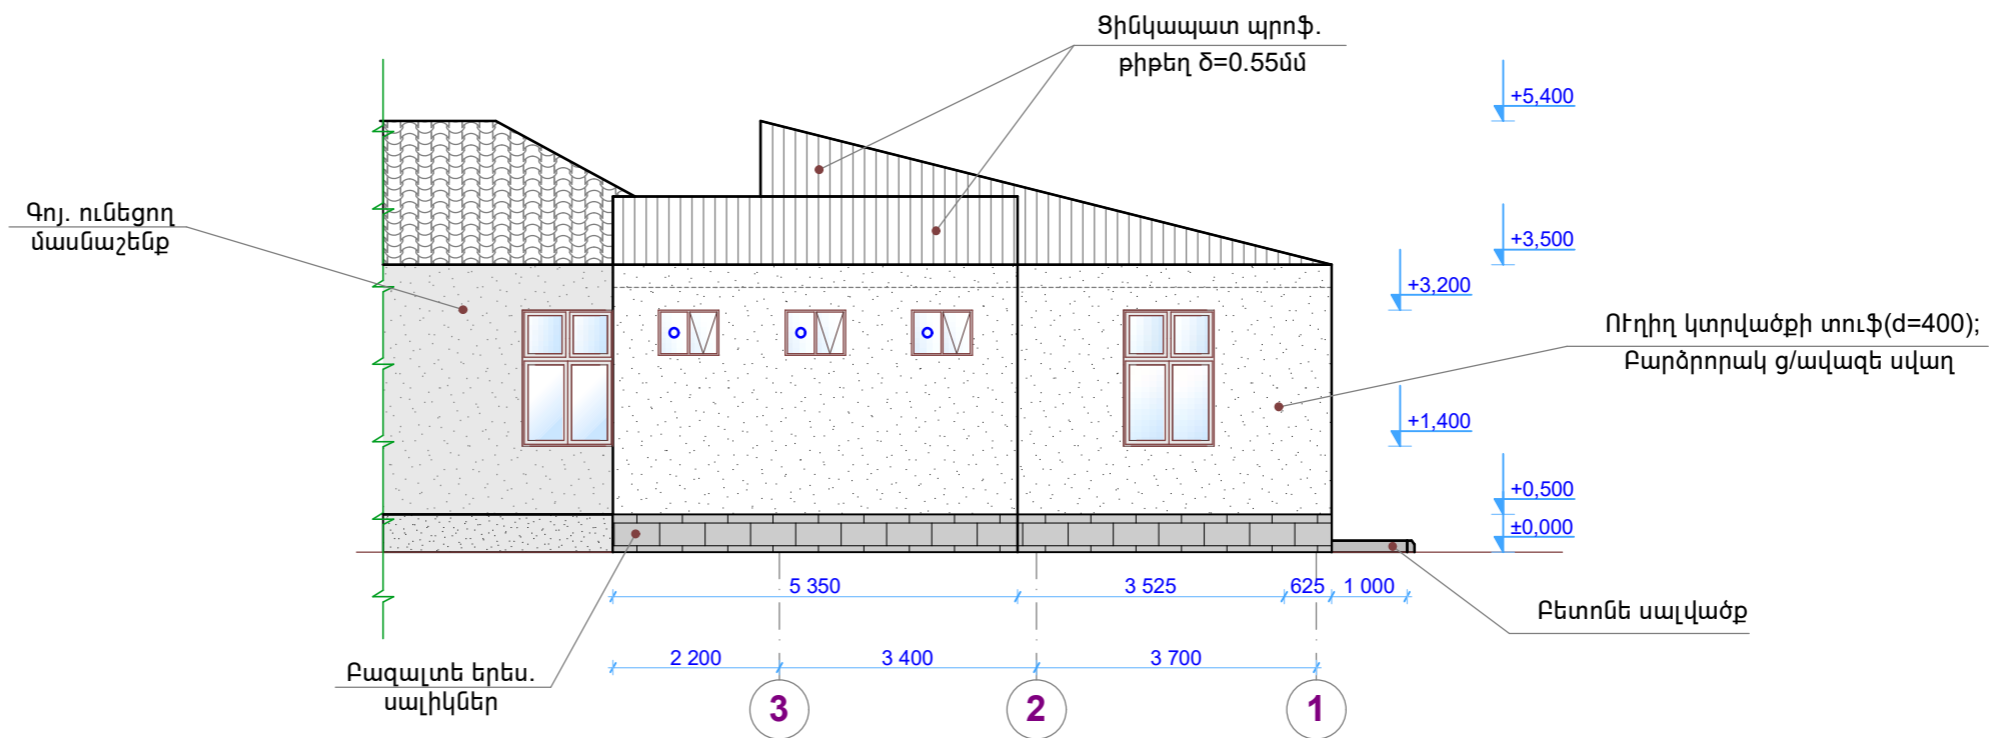 Ցինկապատ պրոֆ.
թիթեղ δ=0.55մմ
+5,400
Գոյ. ունեցող
մասնաշենք
+3,500
+3,200
Ուղիղ կտրվածքի տուֆ(d=400);
Բարձրորակ ց/ավազե սվաղ
+1,400
+0,500
±0,000
5 350
3 525
625
1 000
Բետոնե սալվածք
2 200
3 400
3 700
Բազալտե երես.
սալիկներ
3
2
1